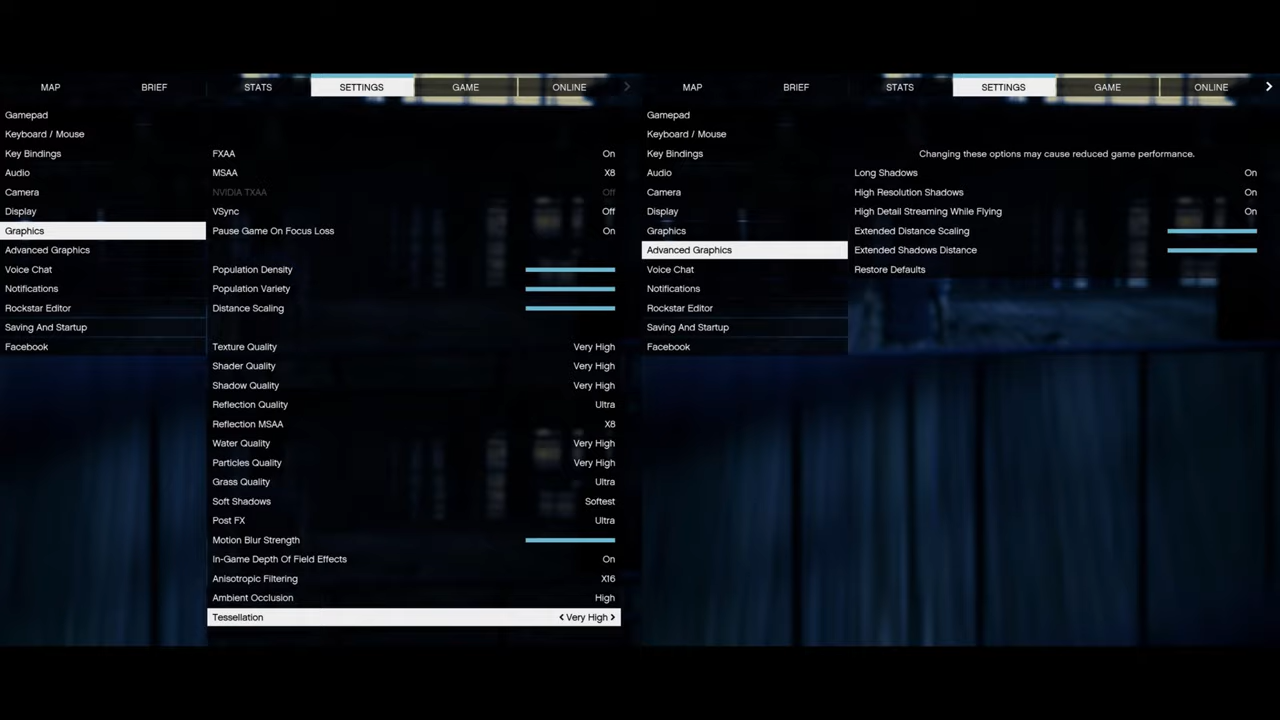 MAP BRIEF STATS SETTINGS GAME ONLINE
Gamepad
Keyboard / Mouse
Key Bindings
Audio
Camera
Display
Graphics
Advanced Graphics
Voice Chat
Notifications
Rockstar Editor
Saving And Startup
Facebook
FXAA On
MSAA X8
NVIDIA TXAA Off
VSync Off
Pause Game On Focus Loss On
Population Density
Population Variety
Distance Scaling
Texture Quality Very High
Shader Quality Very High
Shadow Quality Very High
Reflection Quality Ultra
Reflection MSAA X8
Water Quality Very High
Particles Quality Very High
Grass Quality Ultra
Soft Shadows Softest
Post FX Ultra
Motion Blur Strength
In-Game Depth Of Field Effects On
Anisotropic Filtering X16
Ambient Occlusion High
Tessellation < Very High >
MAP BRIEF STATS SETTINGS GAME ONLINE
Gamepad
Keyboard / Mouse
Key Bindings
Audio
Camera
Display
Graphics
Advanced Graphics
Voice Chat
Notifications
Rockstar Editor
Saving And Startup
Facebook
Changing these options may cause reduced game performance.
Long Shadows On
High Resolution Shadows On
High Detail Streaming While Flying On
Extended Distance Scaling
Extended Shadows Distance
Restore Defaults